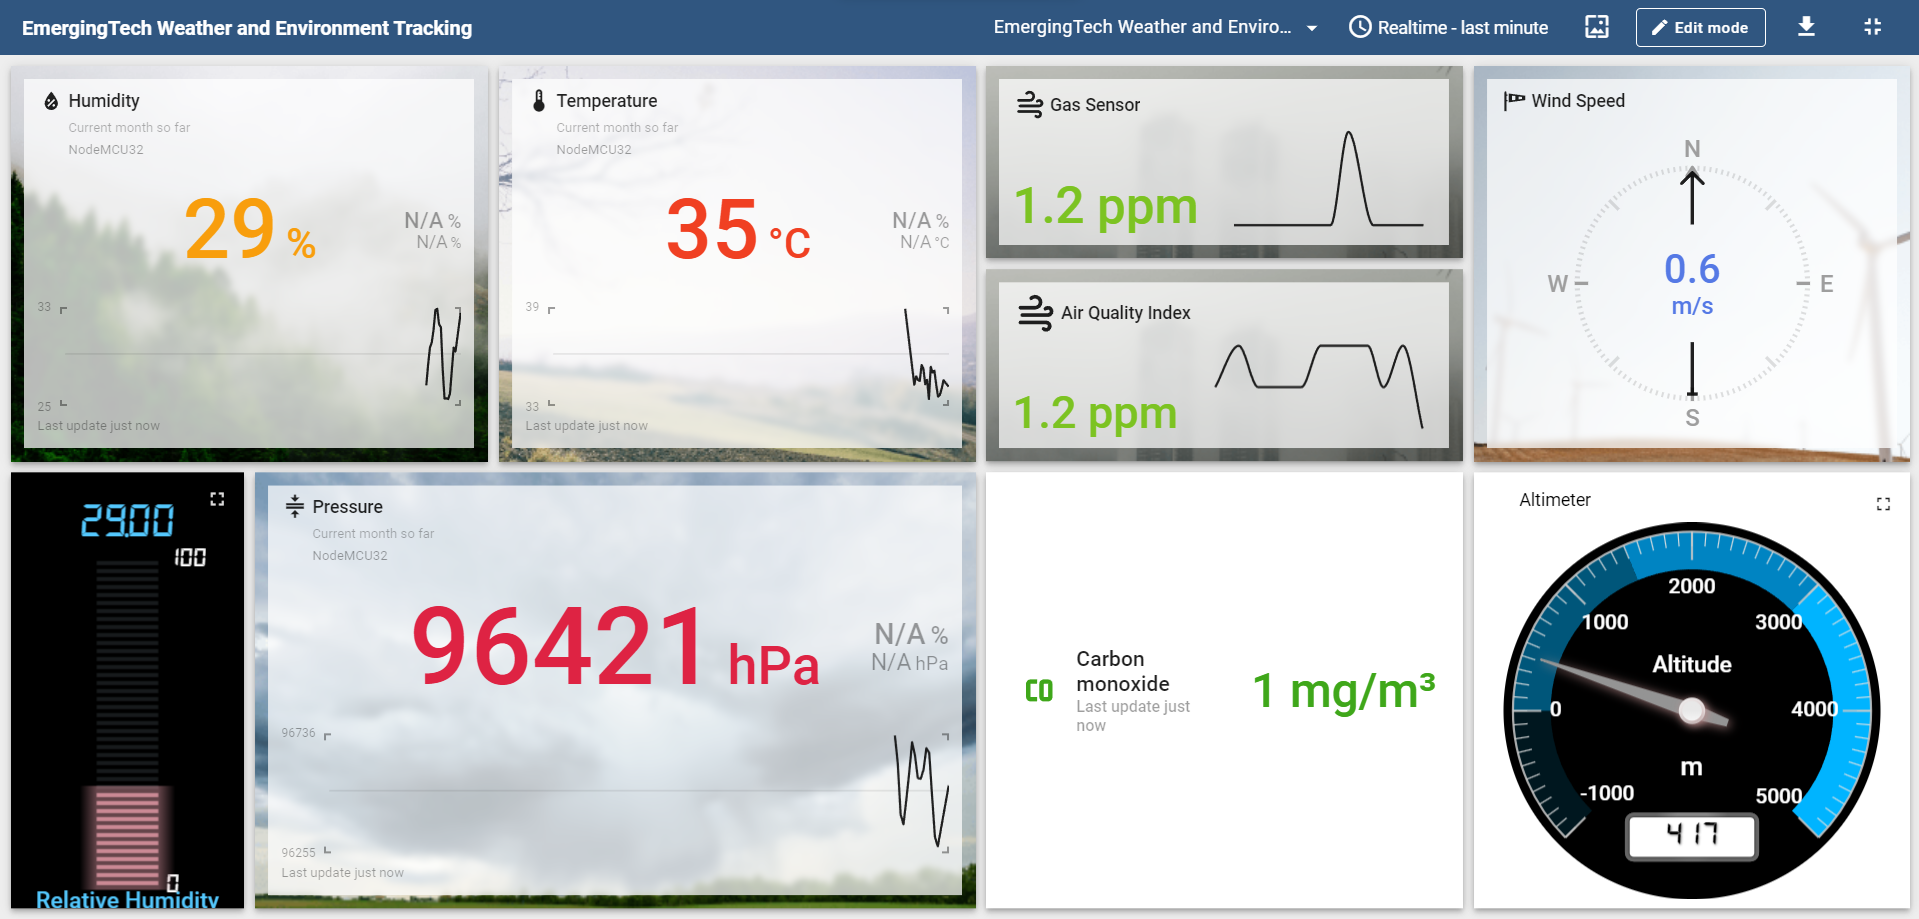 EmergingTech Weather and Environment Tracking
EmergingTech Weather and Enviro...
Realtime - last minute
Edit mode
Humidity
Current month so far
NodeMCU32
29 %
N/A %
N/A %
33
25
Last update just now
Temperature
Current month so far
NodeMCU32
35 °C
N/A %
N/A °C
39
33
Last update just now
Gas Sensor
1.2 ppm
Air Quality Index
1.2 ppm
Wind Speed
N
W
E
S
0.6
m/s
29.00
100
0
Relative Humidity
Pressure
Current month so far
NodeMCU32
96421 hPa
N/A %
N/A hPa
96736
96255
Last update just now
CO
Carbon
monoxide
Last update just
now
1 mg/m³
Altimeter
2000
1000
3000
Altitude
0
4000
m
-1000
5000
417